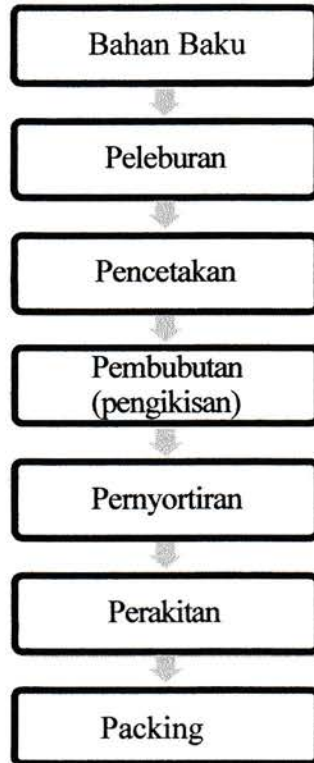 Bahan Baku
Peleburan
Pencetakan
Pembubutan
(pengikisan)
Pernyortiran
Perakitan
Packing